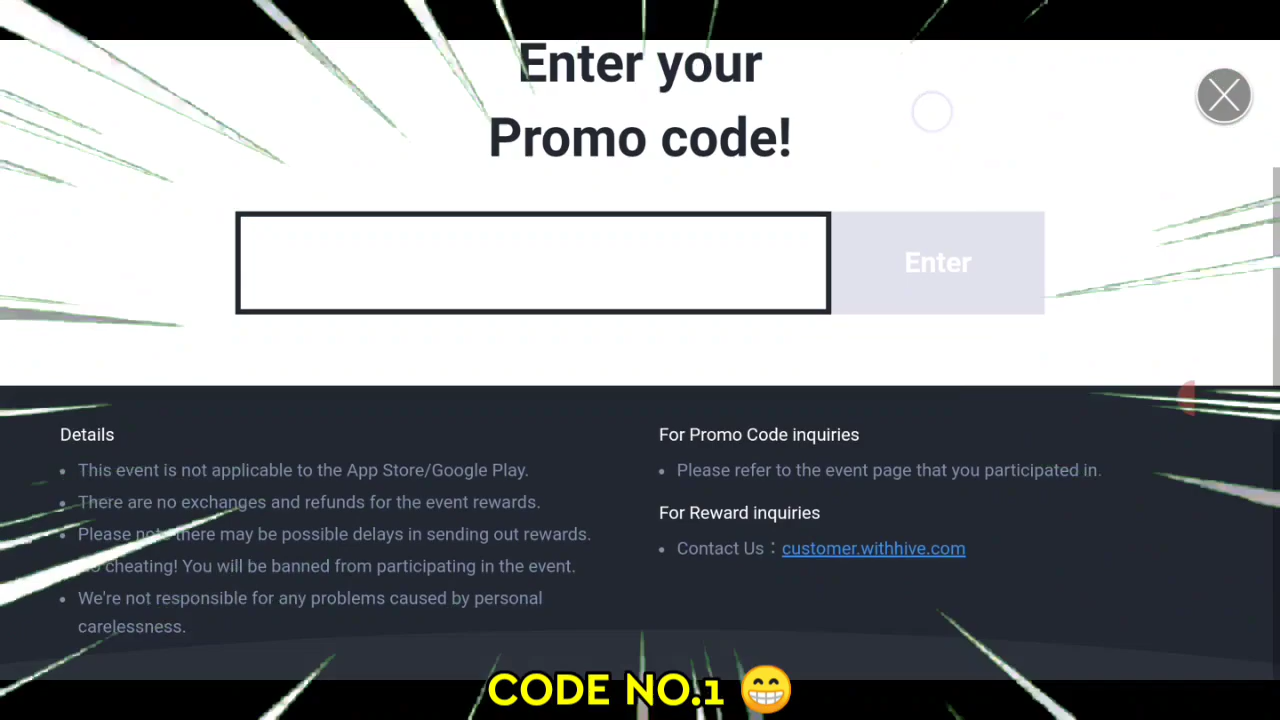 Enter your
Promo code!
Enter
Details
This event is not applicable to the App Store/Google Play.
There are no exchanges and refunds for the event rewards.
Please note there may be possible delays in sending out rewards.
cheating! You will be banned from participating in the event.
We're not responsible for any problems caused by personal
carelessness.
For Promo Code inquiries
Please refer to the event page that you participated in.
For Reward inquiries
Contact Us : customer.withhive.com
CODE NO.1 😁